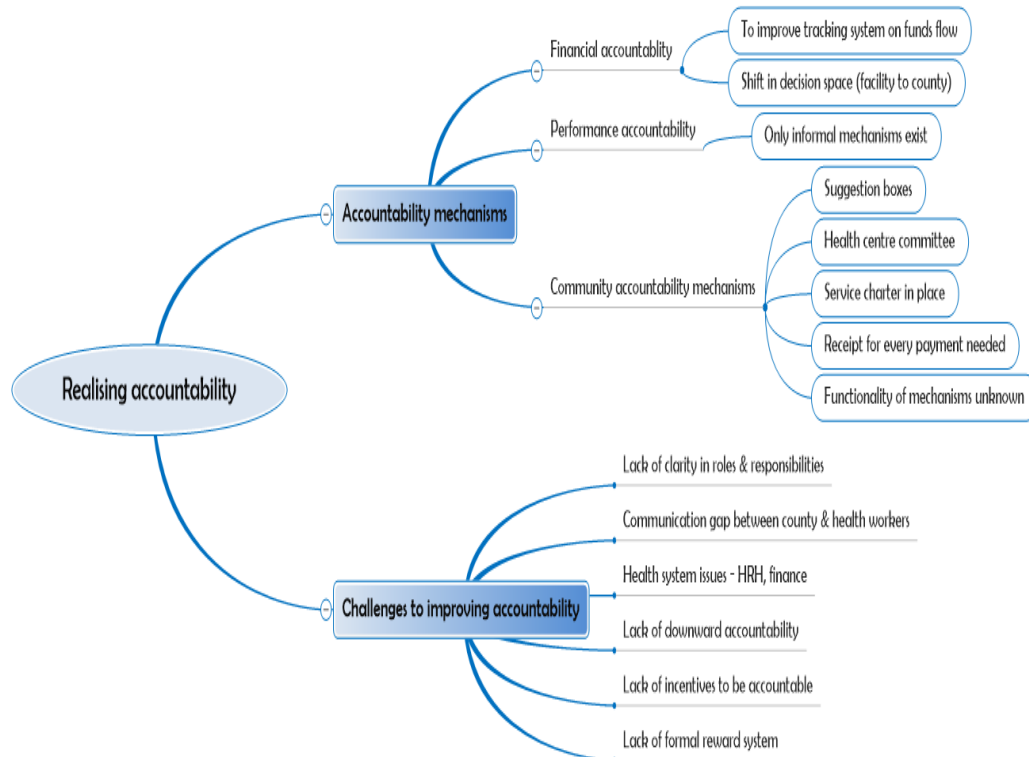 Realising accountability
Accountability mechanisms
Financial accountablity
To improve tracking system on funds flow
Shift in decision space (facility to county)
Performance accountability
Only informal mechanisms exist
Community accountability mechanisms
Suggestion boxes
Health centre committee
Service charter in place
Receipt for every payment needed
Functionality of mechanisms unknown
Challenges to improving accountability
Lack of clarity in roles & responsibilities
Communication gap between county & health workers
Health system issues - HRH, finance
Lack of downward accountability
Lack of incentives to be accountable
Lack of formal reward system